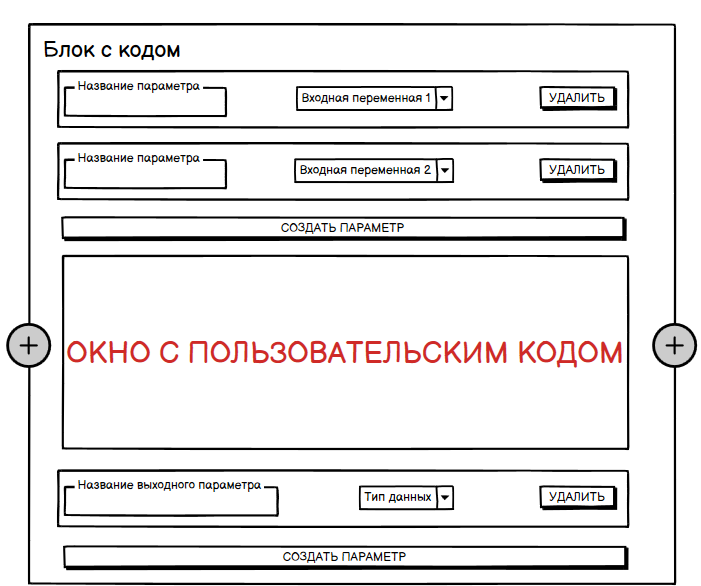 Блок с кодом
Название параметра
Входная переменная 1
УДАЛИТЬ
Название параметра
Входная переменная 2
УДАЛИТЬ
СОЗДАТЬ ПАРАМЕТР
ОКНО С ПОЛЬЗОВАТЕЛЬСКИМ КОДОМ
Название выходного параметра
Тип данных
УДАЛИТЬ
СОЗДАТЬ ПАРАМЕТР